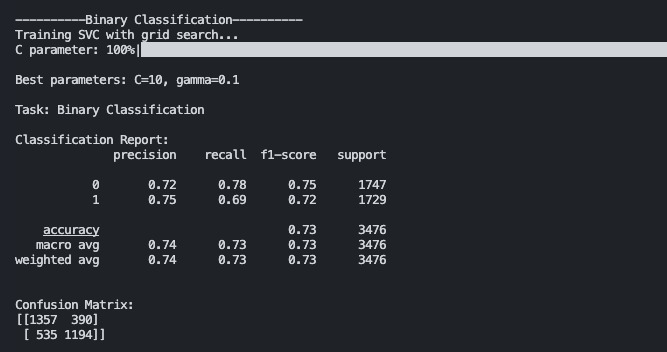 ----------Binary Classification----------
Training SVC with grid search...
C parameter: 100%|
Best parameters: C=10, gamma=0.1
Task: Binary Classification
Classification Report:
precision recall f1-score support
0 0.72 0.78 0.75 1747
1 0.75 0.69 0.72 1729
accuracy 0.73 3476
macro avg 0.74 0.73 0.73 3476
weighted avg 0.74 0.73 0.73 3476
Confusion Matrix:
[[1357 390]
[ 535 1194]]